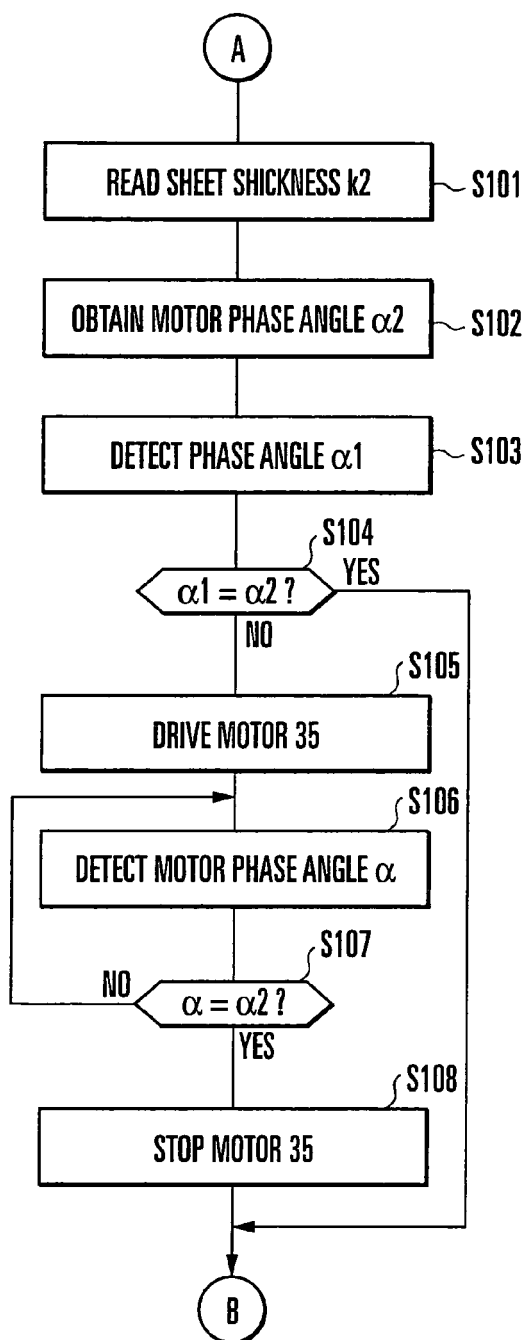 A
READ SHEET SHICKNESS k2
S101
OBTAIN MOTOR PHASE ANGLE α2
S102
DETECT PHASE ANGLE α1
S103
S104
α1 = α2 ?
YES
NO
S105
DRIVE MOTOR 35
S106
DETECT MOTOR PHASE ANGLE α
S107
NO
α = α2 ?
YES
S108
STOP MOTOR 35
B